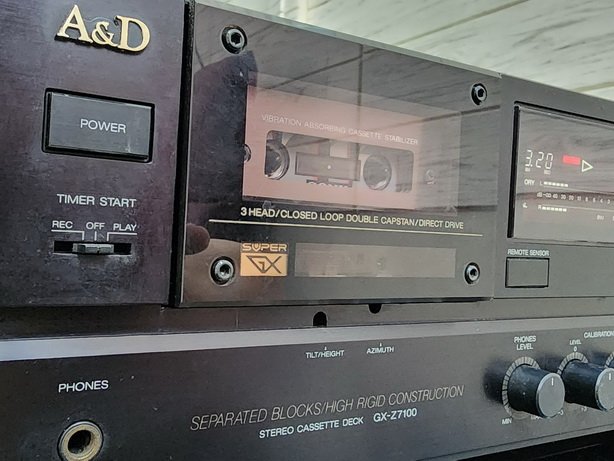 A&D
POWER
TIMER START
REC OFF PLAY
VIBRATION ABSORBING CASSETTE STABILIZER
3 HEAD/CLOSED LOOP DOUBLE CAPSTAN/DIRECT DRIVE
SUPER
GX
3.20
ORY L
REMOTE SENSOR
TILT/HEIGHT AZIMUTH
PHONES
SEPARATED BLOCKS/HIGH RIGID CONSTRUCTION
STEREO CASSETTE DECK GX-Z7100
PHONES
LEVEL
MIN
CALIBRATION
LEVEL
0